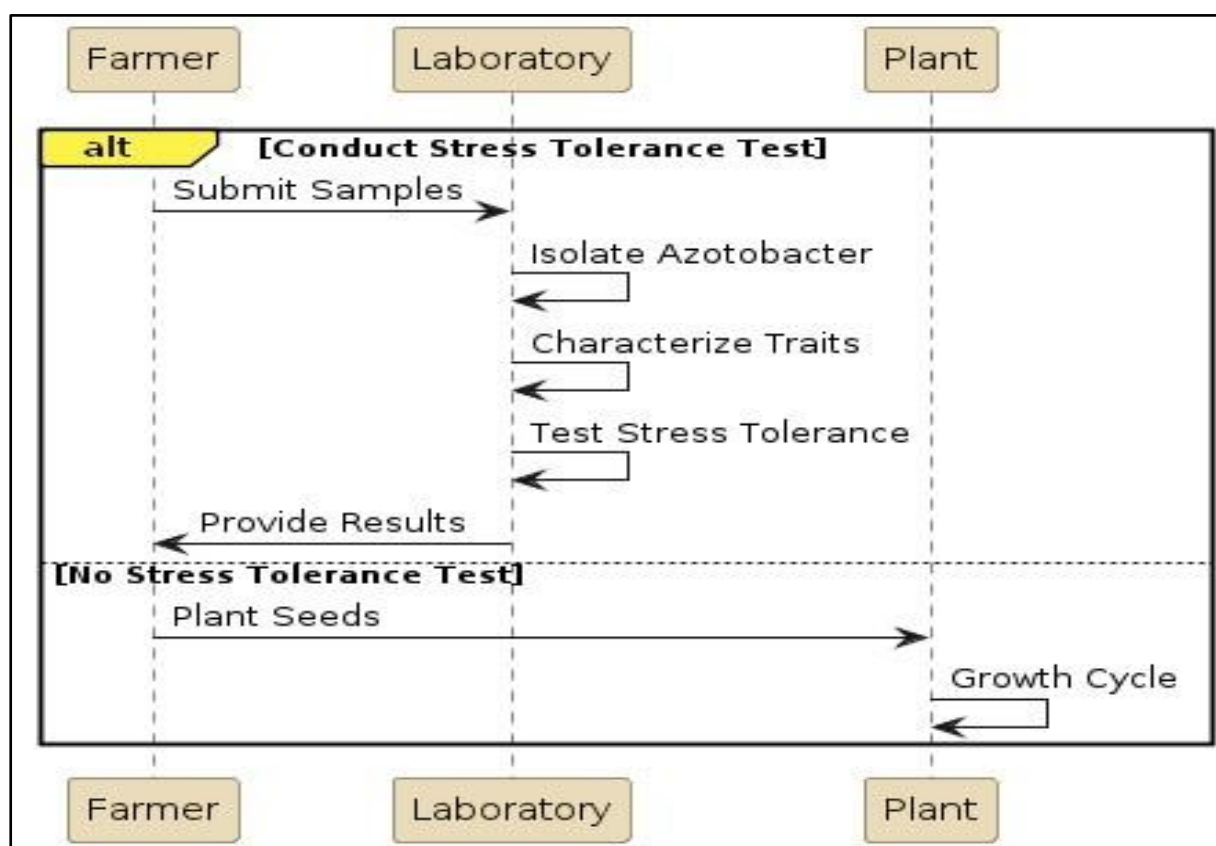 Farmer Laboratory Plant
alt [Conduct Stress Tolerance Test]
Submit Samples
Isolate Azotobacter
Characterize Traits
Test Stress Tolerance
Provide Results
[No Stress Tolerance Test]
Plant Seeds
Growth Cycle
Farmer Laboratory Plant